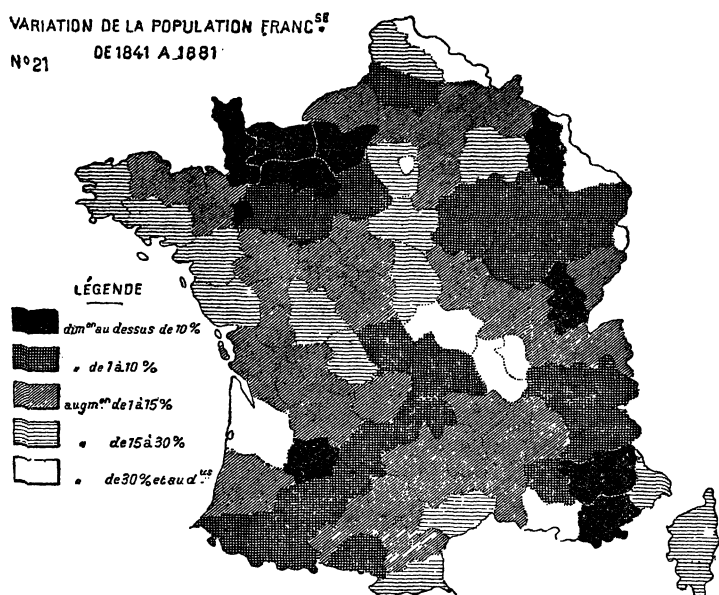 VARIATION DE LA POPULATION FRANCSE
DE 1841 A 1881
No 21
LÉGENDE
dimon au dessus de 10%
" de 1 à 10 %
augmon de 1 à 15%
" de 15 à 30%
" de 30% et au dus